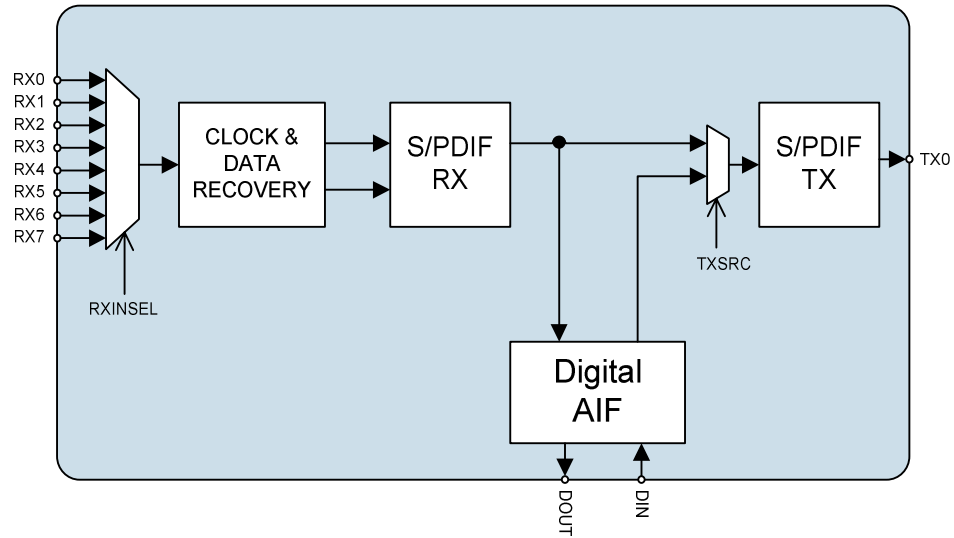 RX0
RX1
RX2
RX3
RX4
RX5
RX6
RX7
RXINSEL
CLOCK &
DATA
RECOVERY
S/PDIF
RX
TXSRC
S/PDIF
TX
TX0
Digital
AIF
DOUT
DIN